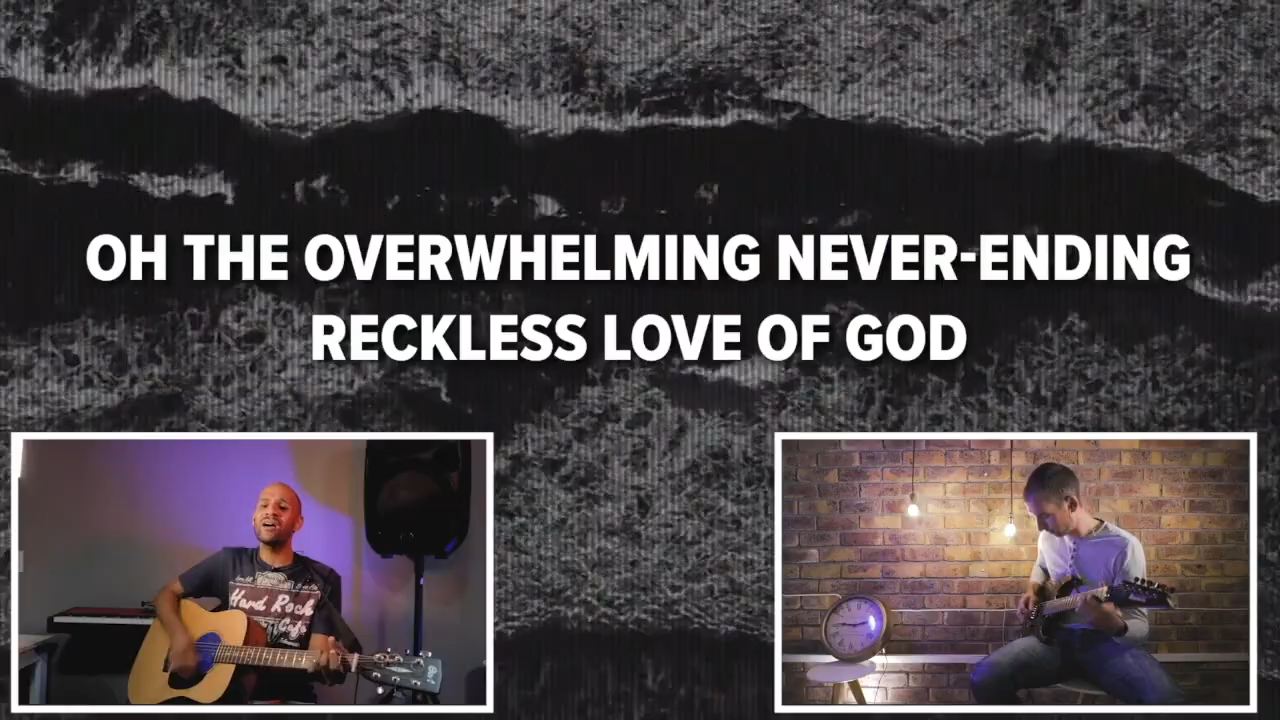 OH THE OVERWHELMING NEVER-ENDING
RECKLESS LOVE OF GOD
Hard Rock
Cafe